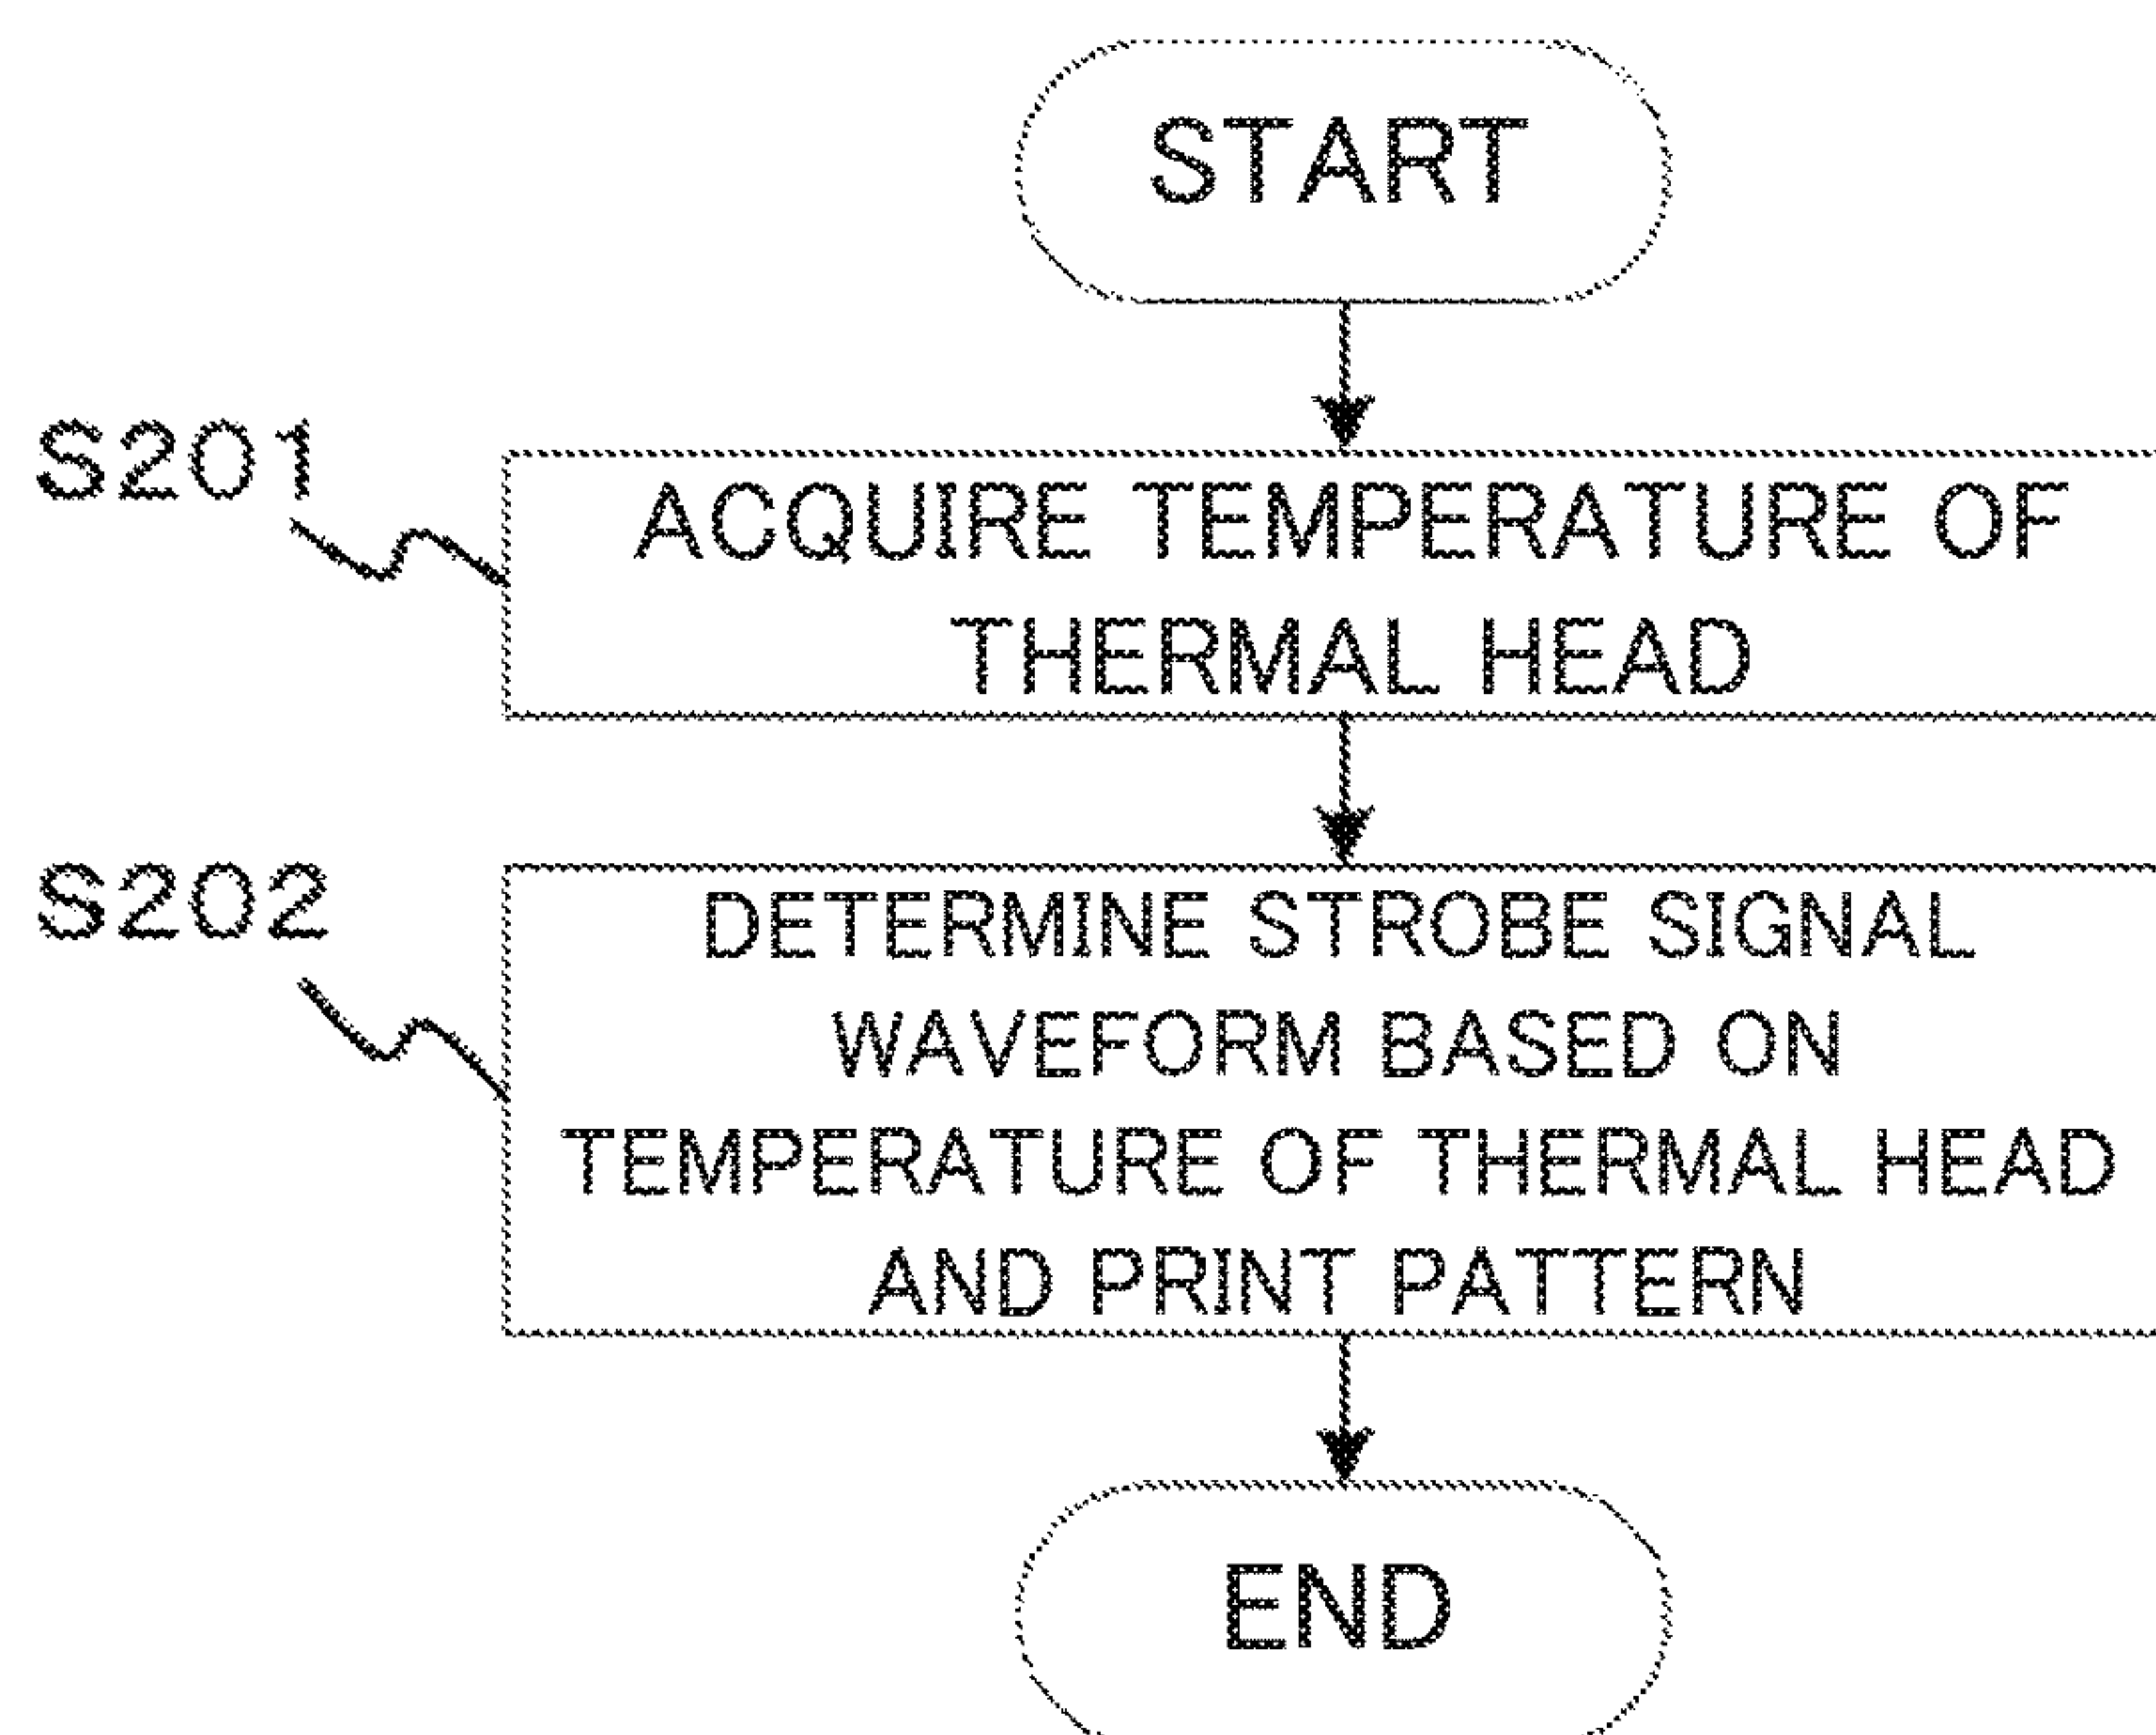 START
S201
ACQUIRE TEMPERATURE OF
THERMAL HEAD
S202
DETERMINE STROBE SIGNAL
WAVEFORM BASED ON
TEMPERATURE OF THERMAL HEAD
AND PRINT PATTERN
END